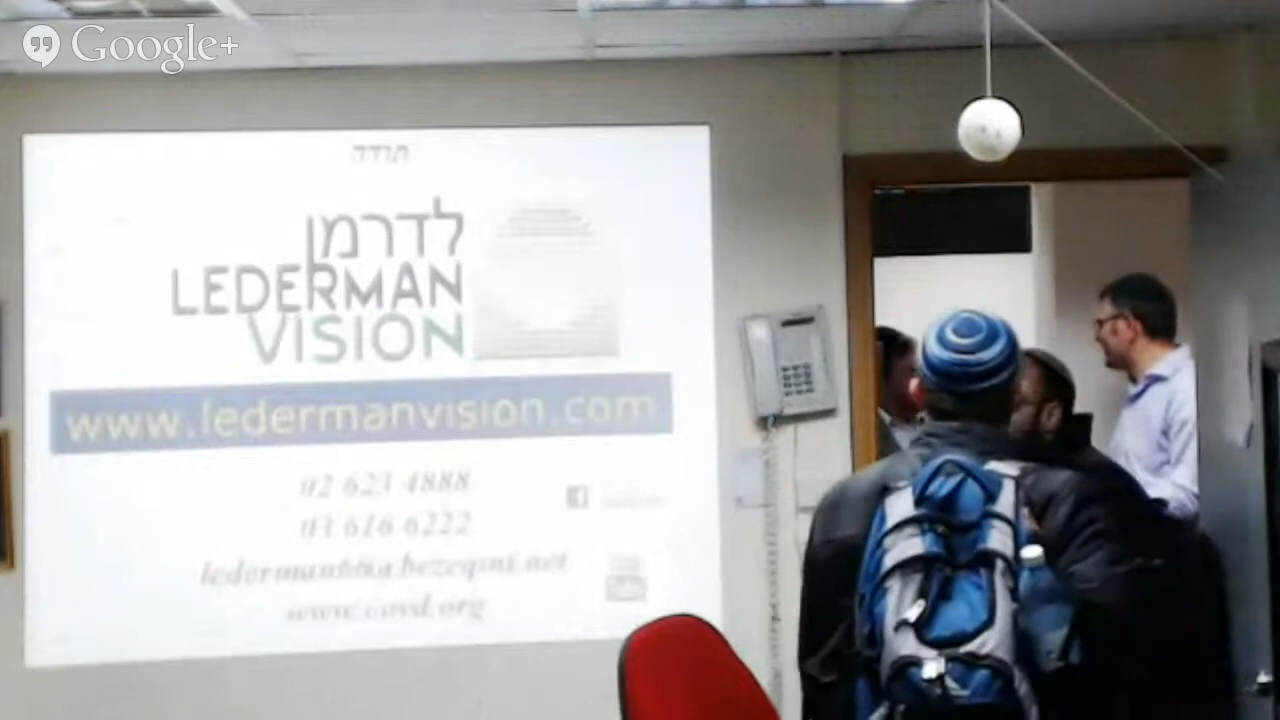 Google+
תודה
לדרמן
LEDERMAN
VISION
www.ledermanvision.com
02 623 4888
03 616 6222
www.covd.org